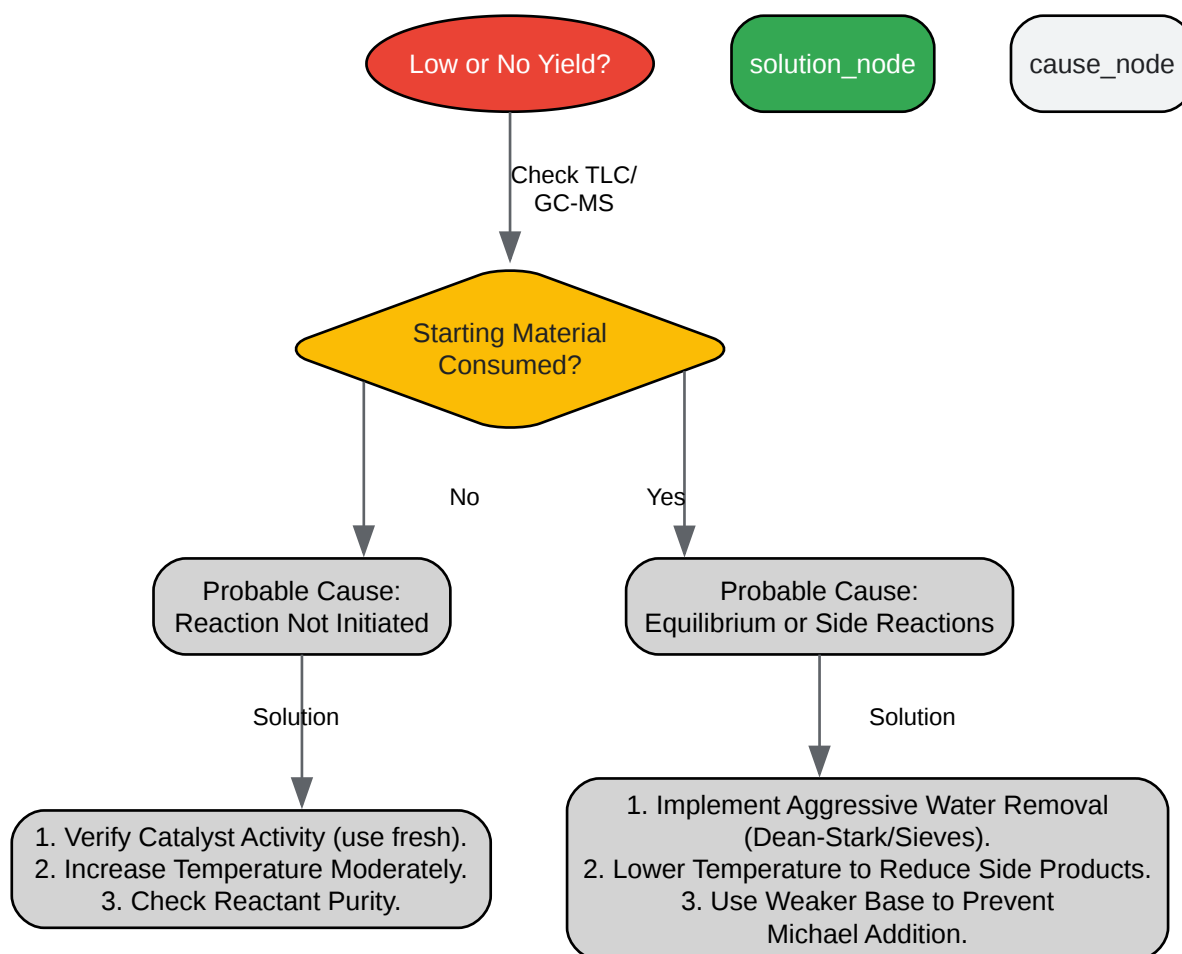 Low or No Yield?
solution_node
cause_node
Check TLC/
GC-MS
Starting Material
Consumed?
No
Yes
Probable Cause:
Reaction Not Initiated
Probable Cause:
Equilibrium or Side Reactions
Solution
Solution
1. Verify Catalyst Activity (use fresh).
2. Increase Temperature Moderately.
3. Check Reactant Purity.
1. Implement Aggressive Water Removal
(Dean-Stark/Sieves).
2. Lower Temperature to Reduce Side Products.
3. Use Weaker Base to Prevent
Michael Addition.